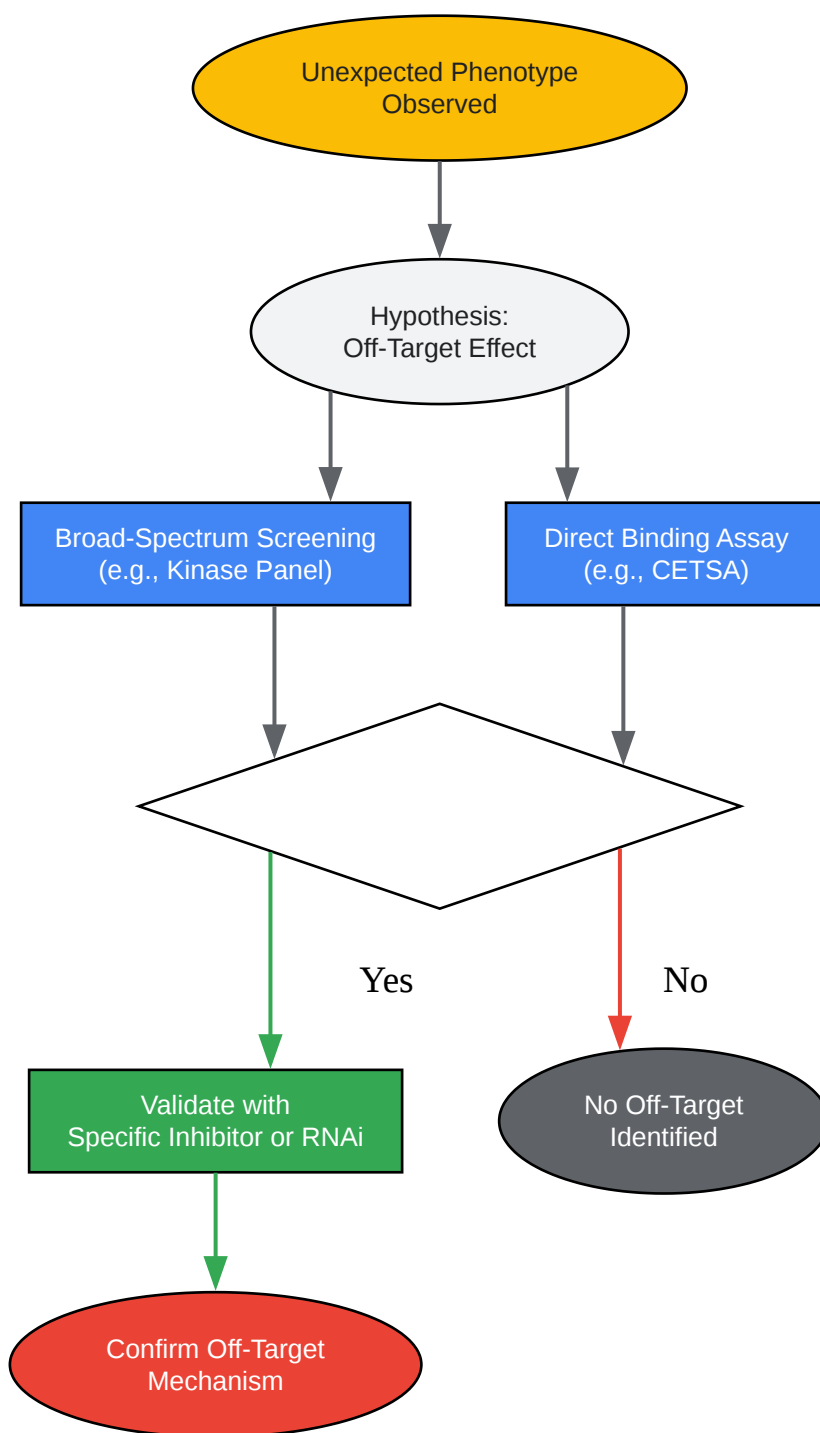 Unexpected Phenotype
Observed
Hypothesis:
Off-Target Effect
Broad-Spectrum Screening
(e.g., Kinase Panel)
Direct Binding Assay
(e.g., CETSA)
Yes
No
Validate with
Specific Inhibitor or RNAi
No Off-Target
Identified
Confirm Off-Target
Mechanism